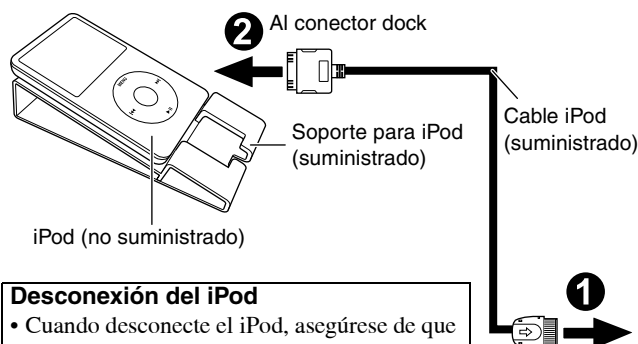 2 Al conector dock
Cable iPod
(suministrado)
Soporte para iPod
(suministrado)
MENU
iPod (no suministrado)
1
Desconexión del iPod
• Cuando desconecte el iPod, asegúrese de que